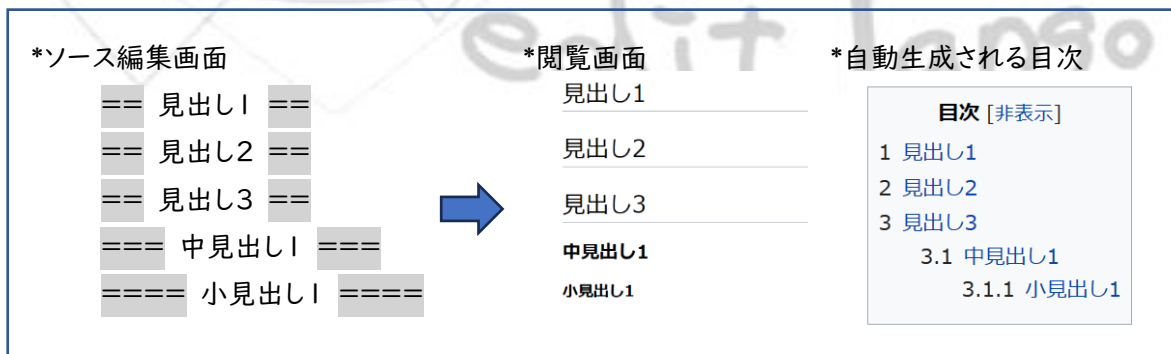 edit Tango
*ソース編集画面
== 見出し1 ==
== 見出し2 ==
== 見出し3 ==
=== 中見出し1 ===
==== 小見出し1 ====
*閲覧画面
見出し1
見出し2
見出し3
中見出し1
小見出し1
*自動生成される目次
目次 [非表示]
1 見出し1
2 見出し2
3 見出し3
3.1 中見出し1
3.1.1 小見出し1